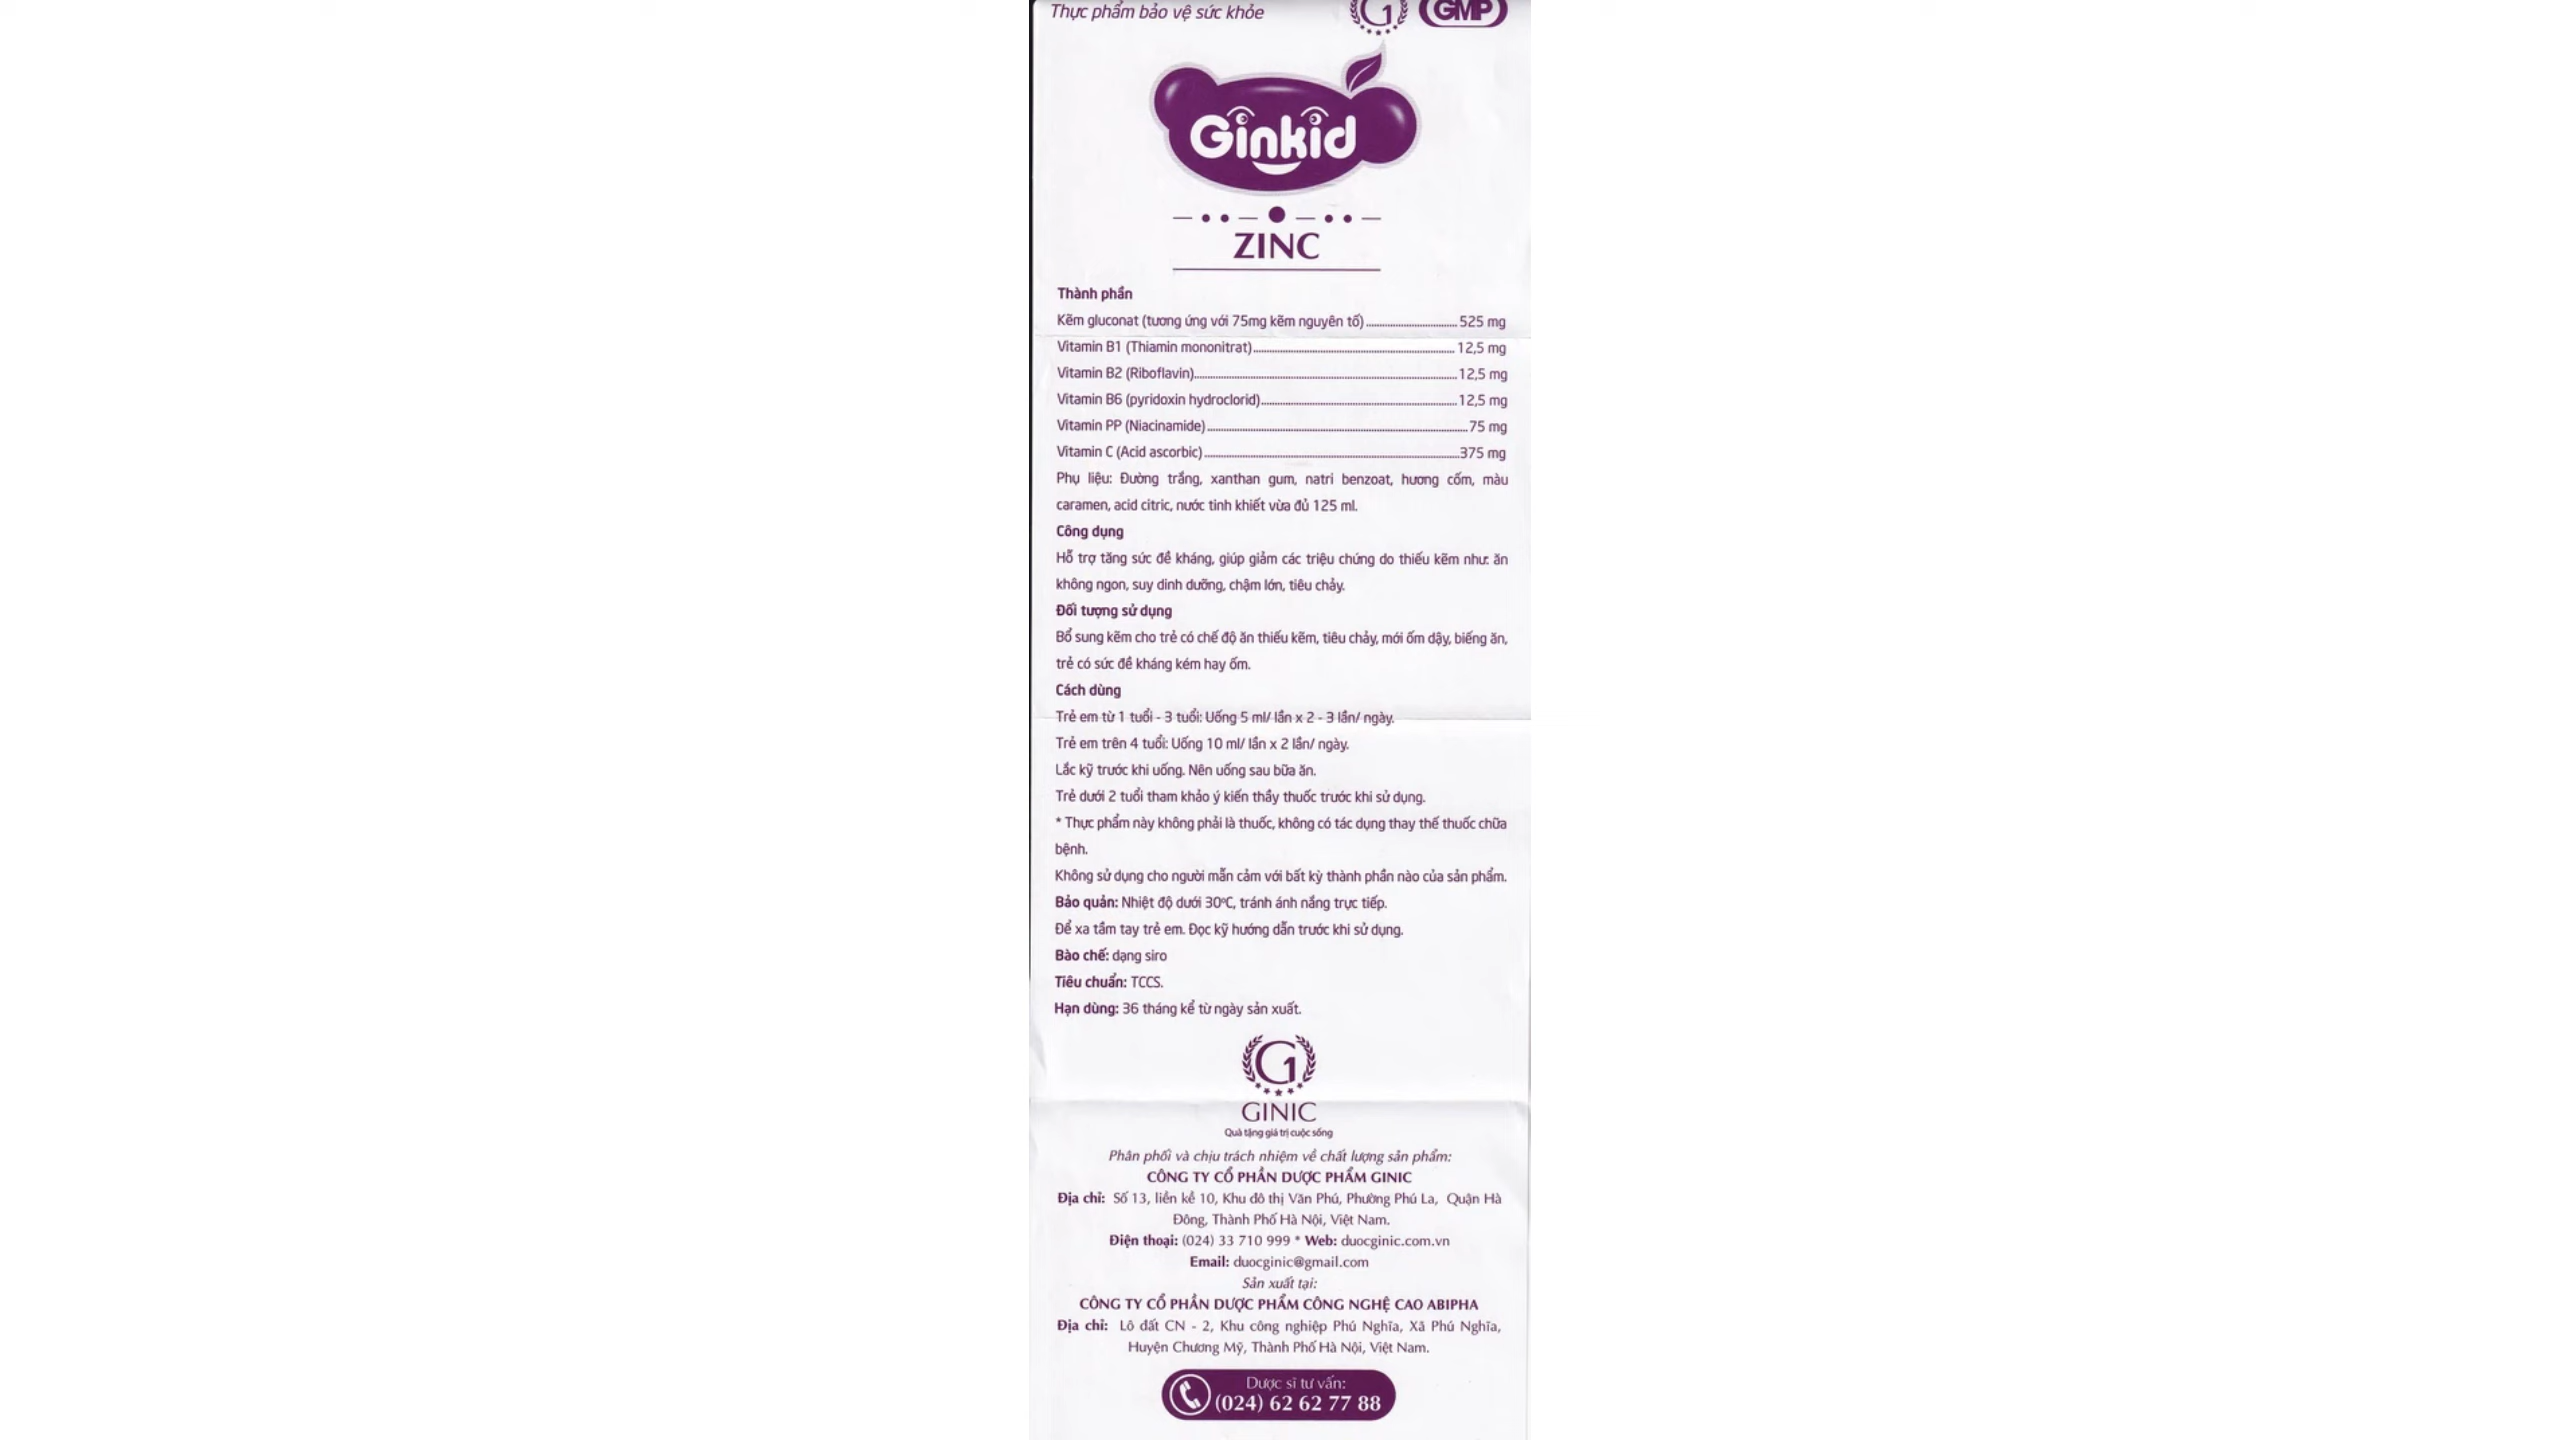 Thực phẩm bảo vệ sức khỏe
G1 GMP
Ginkid
ZINC
Thành phần
Kẽm gluconat (tương ứng với 75mg kẽm nguyên tố) ................................ 525 mg
Vitamin B1 (Thiamin mononitrat)...................................................................... 12,5 mg
Vitamin B2 (Riboflavin)............................................................................................12,5 mg
Vitamin B6 (pyridoxin hydroclorid).....................................................................12,5 mg
Vitamin PP (Niacinamide)............................................................................................75 mg
Vitamin C (Acid ascorbic)..........................................................................................375 mg
Phụ liệu: Đường trắng, xanthan gum, natri benzoat, hương cốm, màu
caramen, acid citric, nước tinh khiết vừa đủ 125 ml.
Công dụng
Hỗ trợ tăng sức đề kháng, giúp giảm các triệu chứng do thiếu kẽm như: ăn
không ngon, suy dinh dưỡng, chậm lớn, tiêu chảy.
Đối tượng sử dụng
Bổ sung kẽm cho trẻ có chế độ ăn thiếu kẽm, tiêu chảy, mới ốm dậy, biếng ăn,
trẻ có sức đề kháng kém hay ốm.
Cách dùng
Trẻ em từ 1 tuổi - 3 tuổi: Uống 5 ml/ lần x 2 - 3 lần/ ngày.
Trẻ em trên 4 tuổi: Uống 10 ml/ lần x 2 lần/ ngày.
Lắc kỹ trước khi uống. Nên uống sau bữa ăn.
Trẻ dưới 2 tuổi tham khảo ý kiến thầy thuốc trước khi sử dụng.
* Thực phẩm này không phải là thuốc, không có tác dụng thay thế thuốc chữa
bệnh.
Không sử dụng cho người mẫn cảm với bất kỳ thành phần nào của sản phẩm.
Bảo quản: Nhiệt độ dưới 30ºC, tránh ánh nắng trực tiếp.
Để xa tầm tay trẻ em. Đọc kỹ hướng dẫn trước khi sử dụng.
Bào chế: dạng siro
Tiêu chuẩn: TCCS.
Hạn dùng: 36 tháng kể từ ngày sản xuất.
G1
GINIC
Quà tặng giá trị cuộc sống
Phân phối và chịu trách nhiệm về chất lượng sản phẩm:
CÔNG TY CỔ PHẦN DƯỢC PHẨM GINIC
Địa chỉ: Số 13, liền kề 10, Khu đô thị Văn Phú, Phường Phú La, Quận Hà
Đông, Thành Phố Hà Nội, Việt Nam.
Điện thoại: (024) 33 710 999 * Web: duocginic.com.vn
Email: duocginic@gmail.com
Sản xuất tại:
CÔNG TY CỔ PHẦN DƯỢC PHẨM CÔNG NGHỆ CAO ABIPHA
Địa chỉ: Lô đất CN - 2, Khu công nghiệp Phú Nghĩa, Xã Phú Nghĩa,
Huyện Chương Mỹ, Thành Phố Hà Nội, Việt Nam.
Dược sĩ tư vấn:
(024) 62 62 77 88